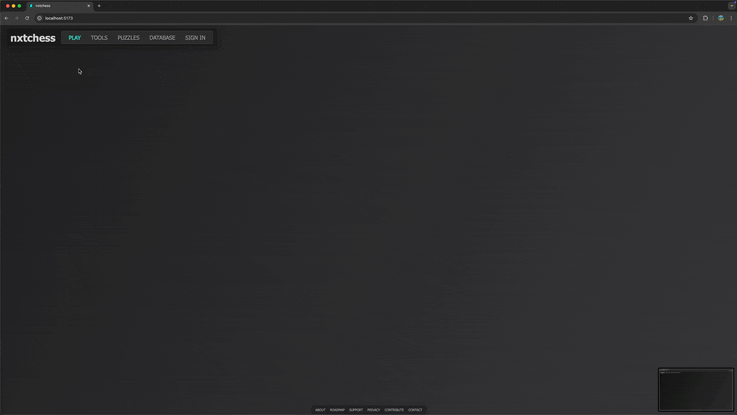 nxtchess
localhost:5173
nxtchess PLAY TOOLS PUZZLES DATABASE SIGN IN
ABOUT ROADMAP SUPPORT PRIVACY CONTRIBUTE CONTACT